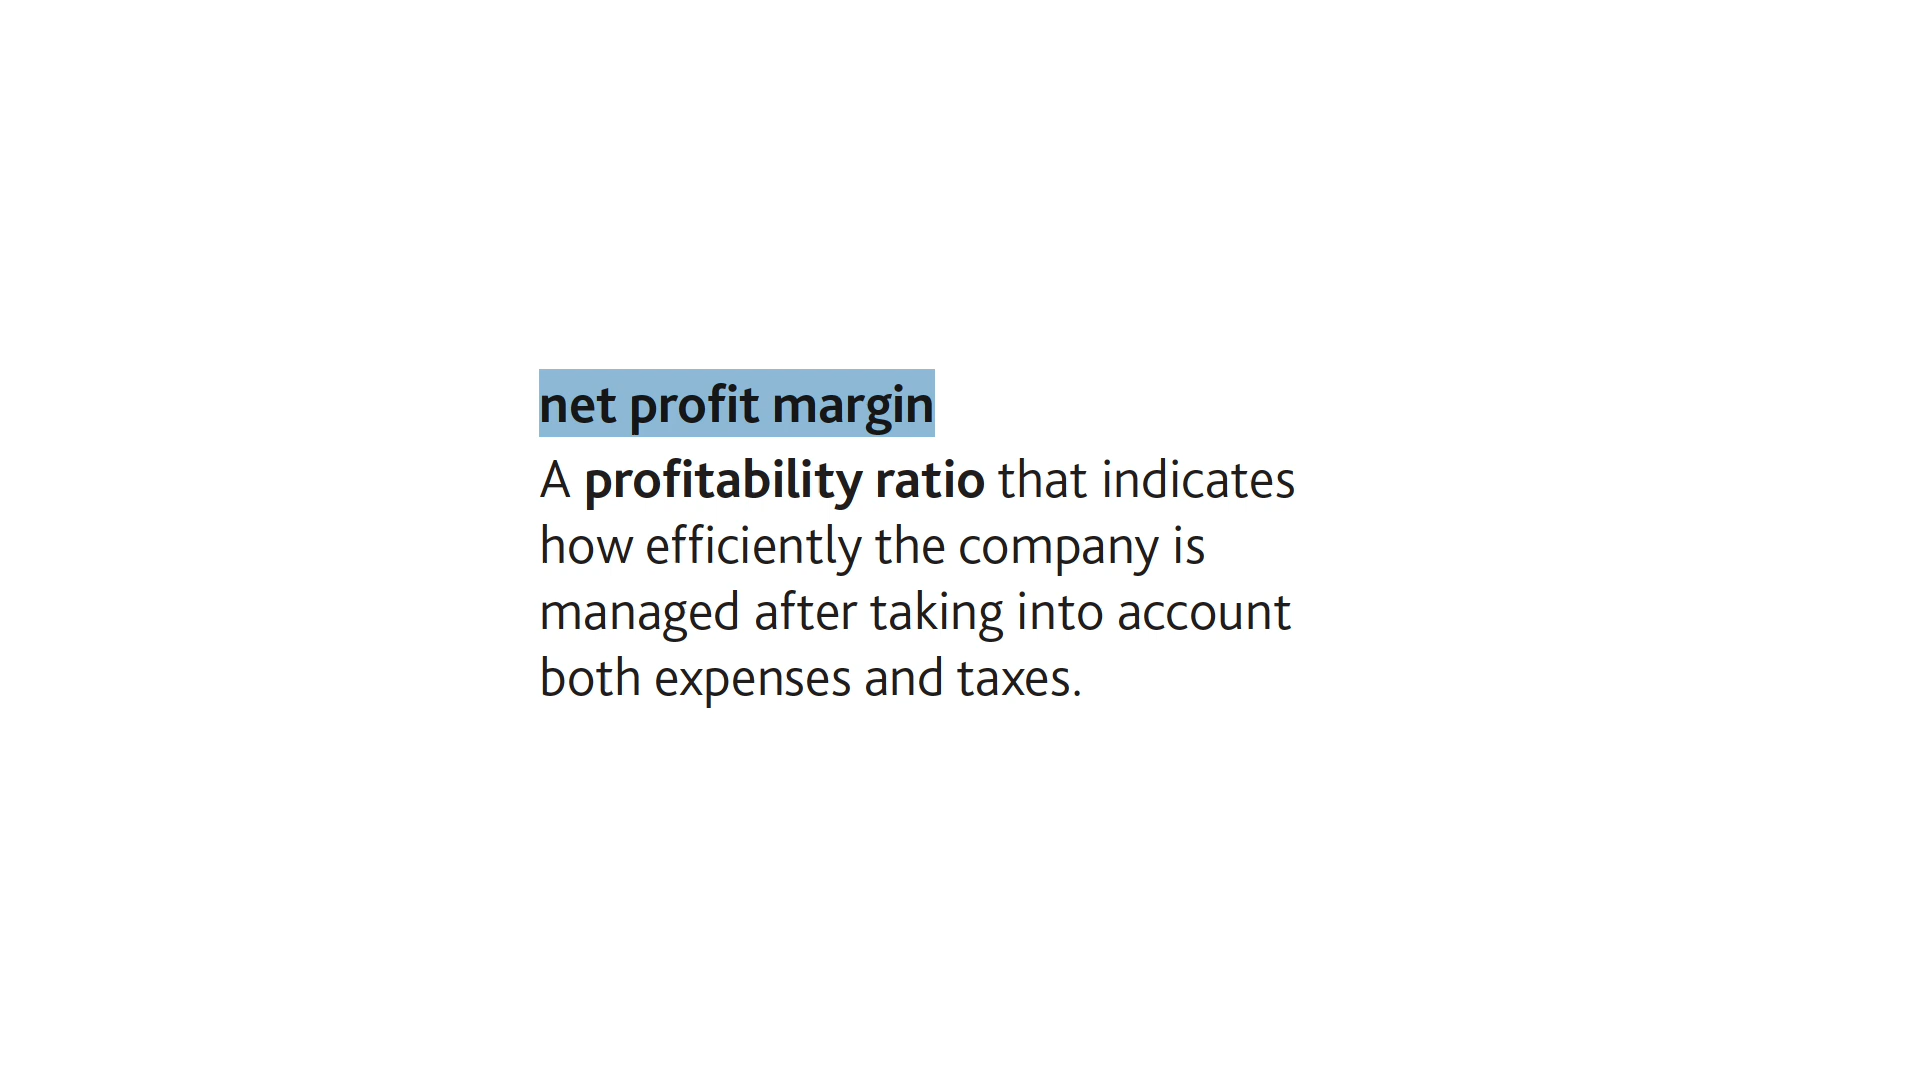 net profit margin
A profitability ratio that indicates
how efficiently the company is
managed after taking into account
both expenses and taxes.